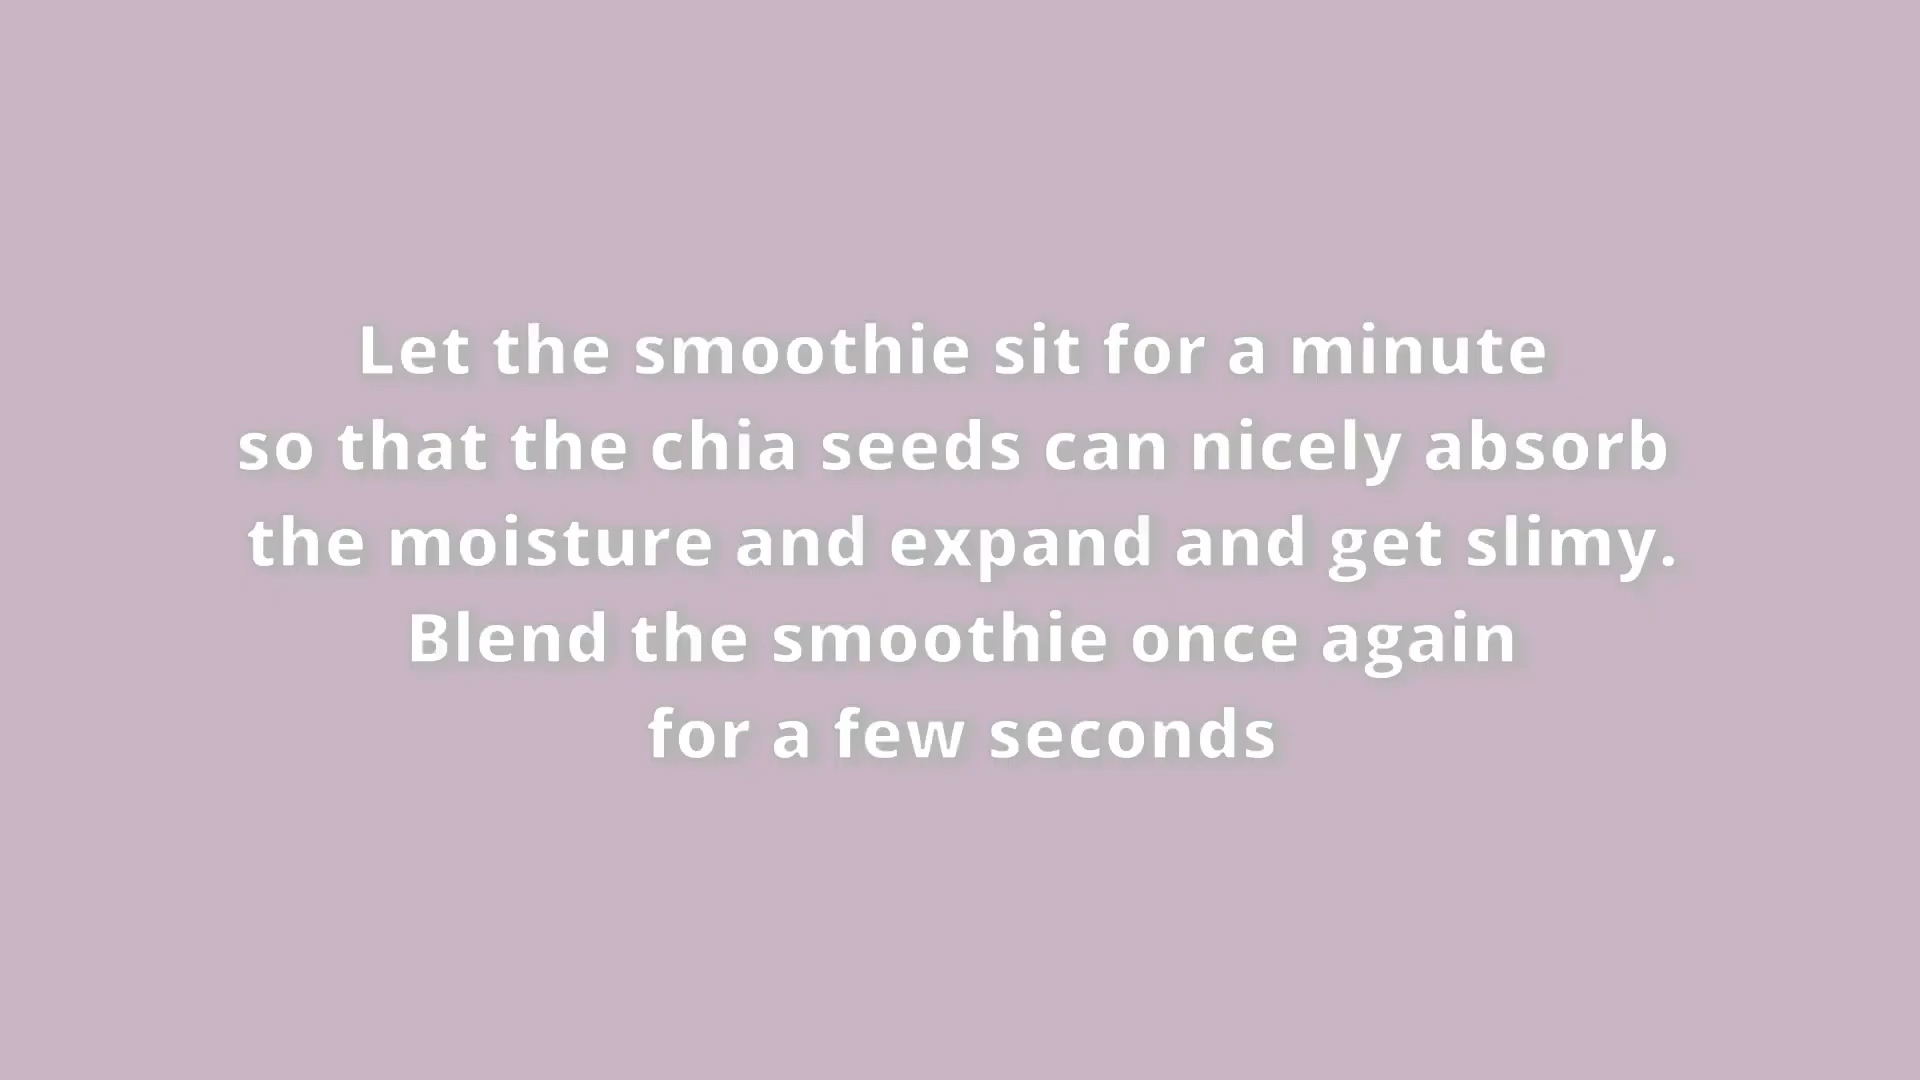 Let the smoothie sit for a minute
so that the chia seeds can nicely absorb
the moisture and expand and get slimy.
Blend the smoothie once again
for a few seconds